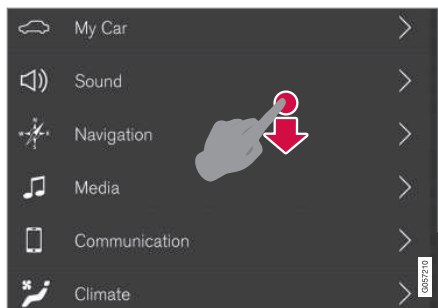 My Car
Sound
Navigation
Media
Communication
Climate
G057210